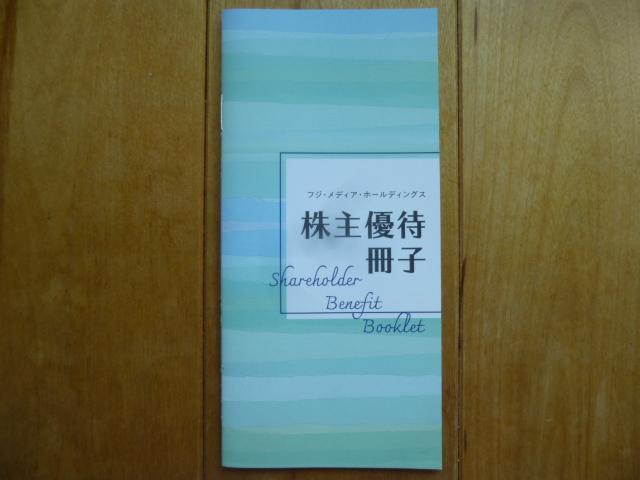 フジ・メディア・ホールディングス
株主優待
冊子
Shareholder
Benefit
Booklet